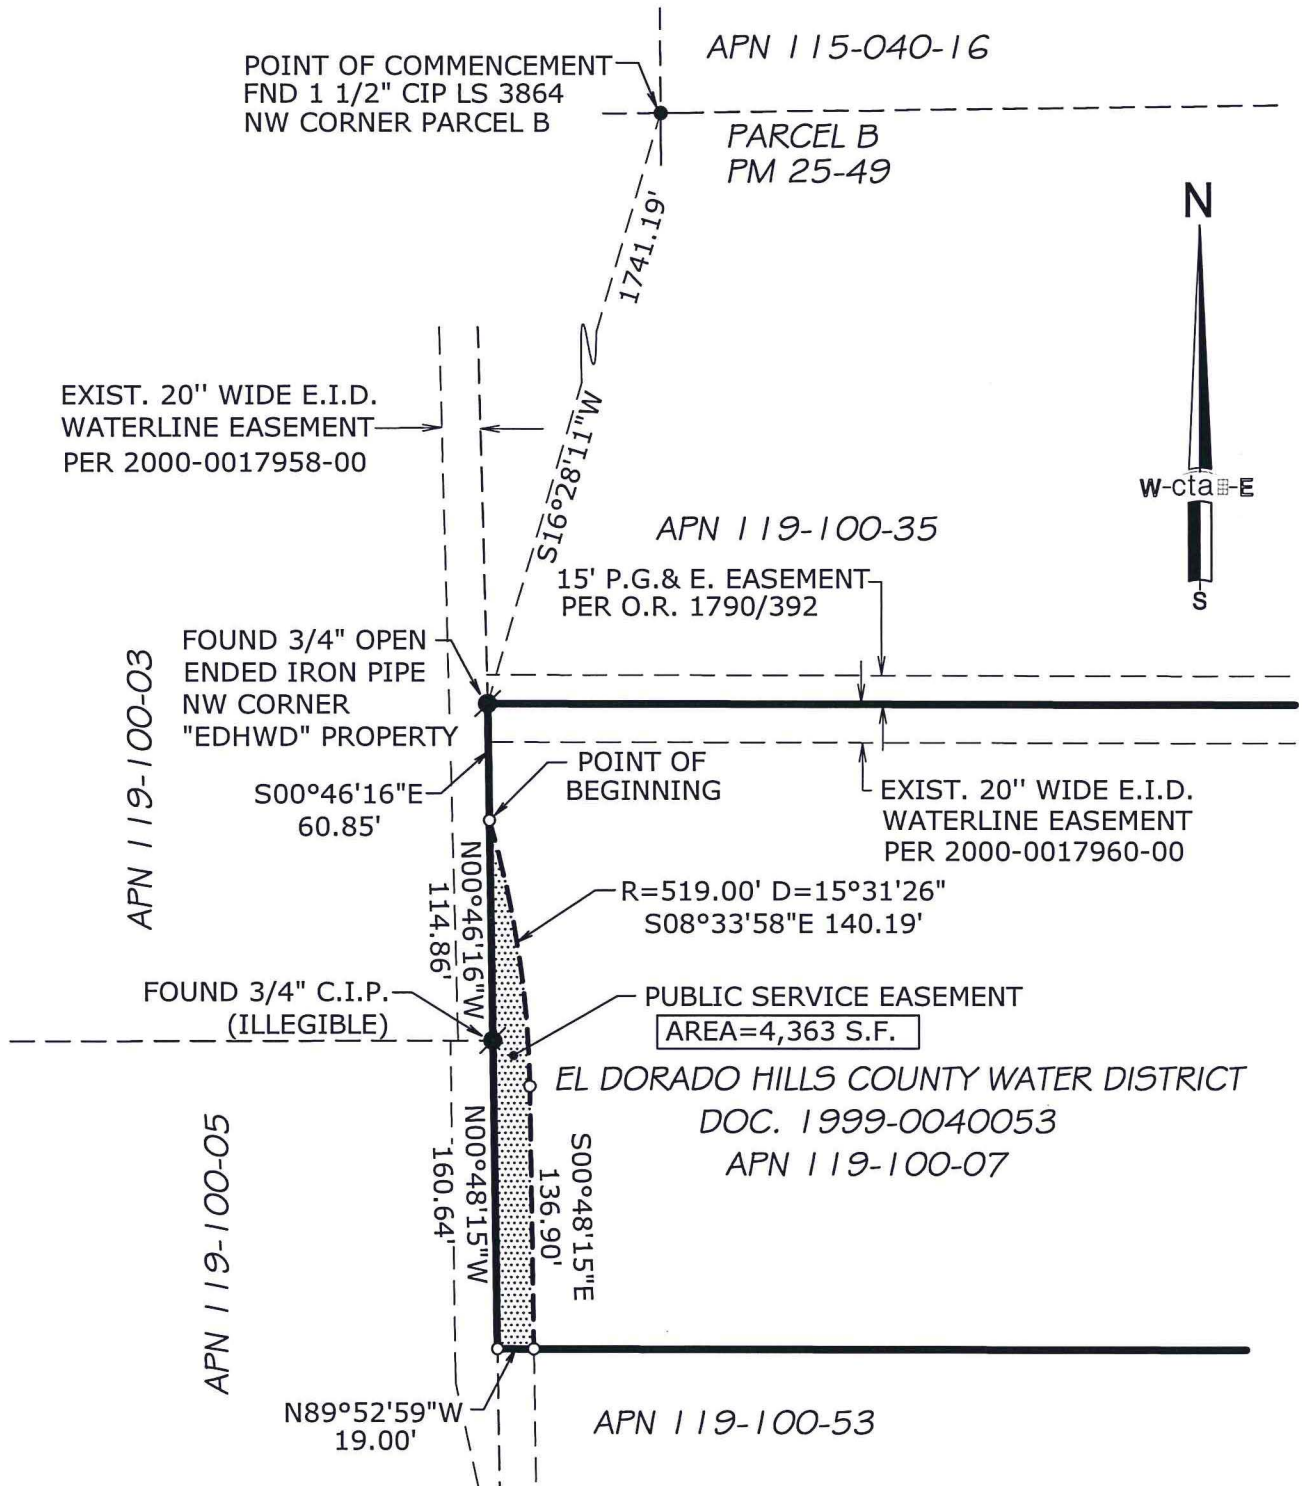 APN 115-040-16
POINT OF COMMENCEMENT
FND 1 1/2" CIP LS 3864
NW CORNER PARCEL B
PARCEL B
PM 25-49
1741.19'
N
W-cta-E
S
EXIST. 20'' WIDE E.I.D.
WATERLINE EASEMENT
PER 2000-0017958-00
S16°28'11"W
APN 119-100-35
15' P.G.& E. EASEMENT
PER O.R. 1790/392
FOUND 3/4" OPEN
ENDED IRON PIPE
NW CORNER
"EDHWD" PROPERTY
APN 119-100-03
S00°46'16"E
60.85'
POINT OF
BEGINNING
EXIST. 20'' WIDE E.I.D.
WATERLINE EASEMENT
PER 2000-0017960-00
N00°46'16"W
114.86'
R=519.00' D=15°31'26"
S08°33'58"E 140.19'
FOUND 3/4" C.I.P.
(ILLEGIBLE)
PUBLIC SERVICE EASEMENT
AREA=4,363 S.F.
EL DORADO HILLS COUNTY WATER DISTRICT
DOC. 1999-0040053
APN 119-100-07
APN 119-100-05
N00°48'15"W
160.64'
S00°48'15"E
136.90'
N89°52'59"W
19.00'
APN 119-100-53